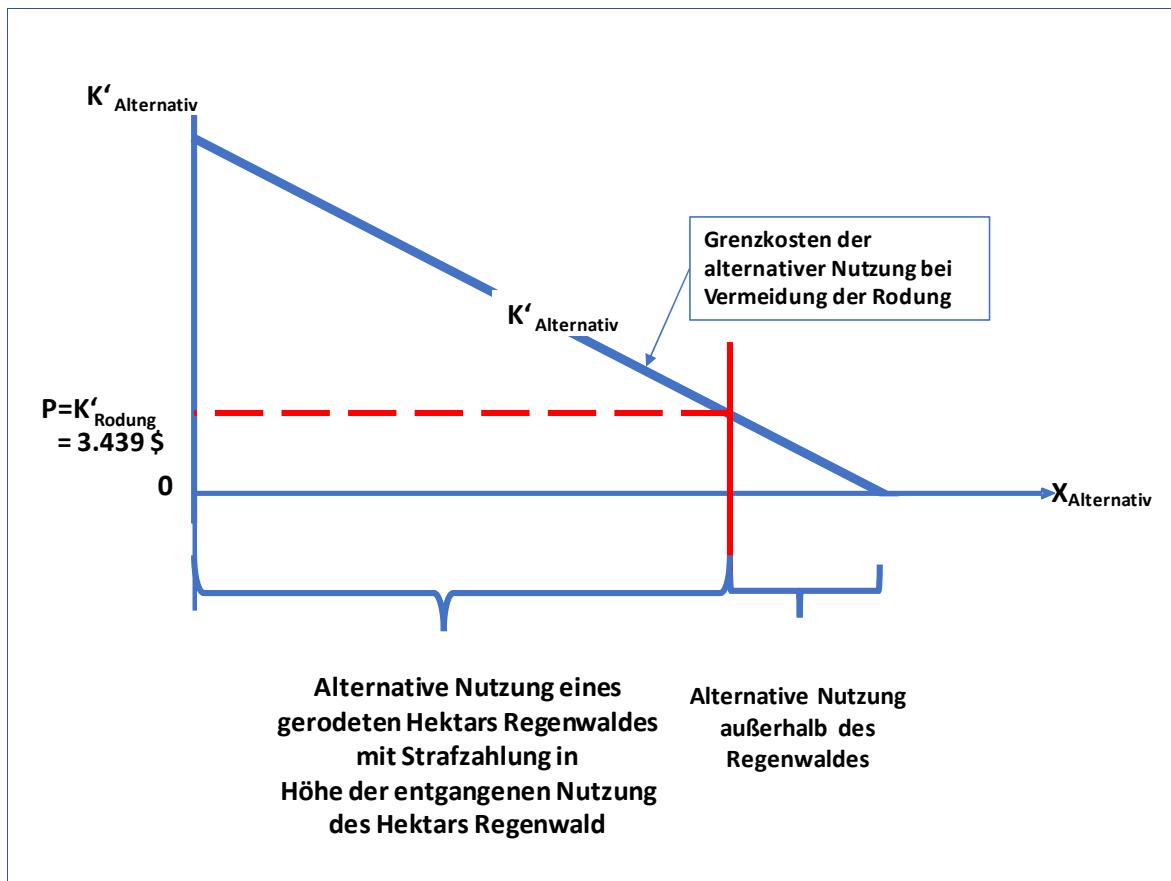 K‘ Alternativ
Grenzkosten der
alternativer Nutzung bei
Vermeidung der Rodung
K‘ Alternativ
P=K‘Rodung
= 3.439 $
0
XAlternativ
Alternative Nutzung eines
gerodeten Hektars Regenwaldes
mit Strafzahlung in
Höhe der entgangenen Nutzung
des Hektars Regenwald
Alternative Nutzung
außerhalb des
Regenwaldes